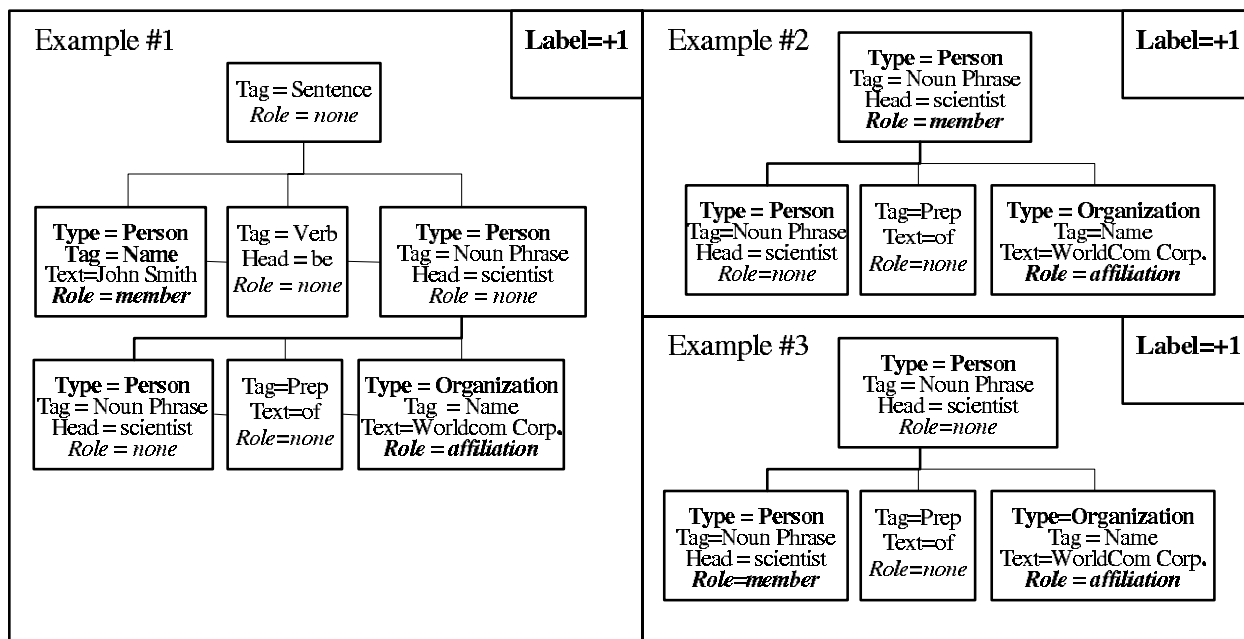 Example #1
Label=+1
Tag = Sentence
Role = none
Type = Person
Tag = Name
Text=John Smith
Role = member
Tag = Verb
Head = be
Role = none
Type = Person
Tag = Noun Phrase
Head = scientist
Role = none
Type = Person
Tag = Noun Phrase
Head = scientist
Role = none
Tag=Prep
Text=of
Role=none
Type = Organization
Tag = Name
Text=Worldcom Corp.
Role = affiliation
Example #2
Label=+1
Type = Person
Tag = Noun Phrase
Head = scientist
Role = member
Type = Person
Tag=Noun Phrase
Head = scientist
Role=none
Tag=Prep
Text=of
Role=none
Type = Organization
Tag=Name
Text=WorldCom Corp.
Role = affiliation
Example #3
Label=+1
Type = Person
Tag = Noun Phrase
Head = scientist
Role=none
Type = Person
Tag=Noun Phrase
Head = scientist
Role=member
Tag=Prep
Text=of
Role=none
Type=Organization
Tag = Name
Text=WorldCom Corp.
Role = affiliation